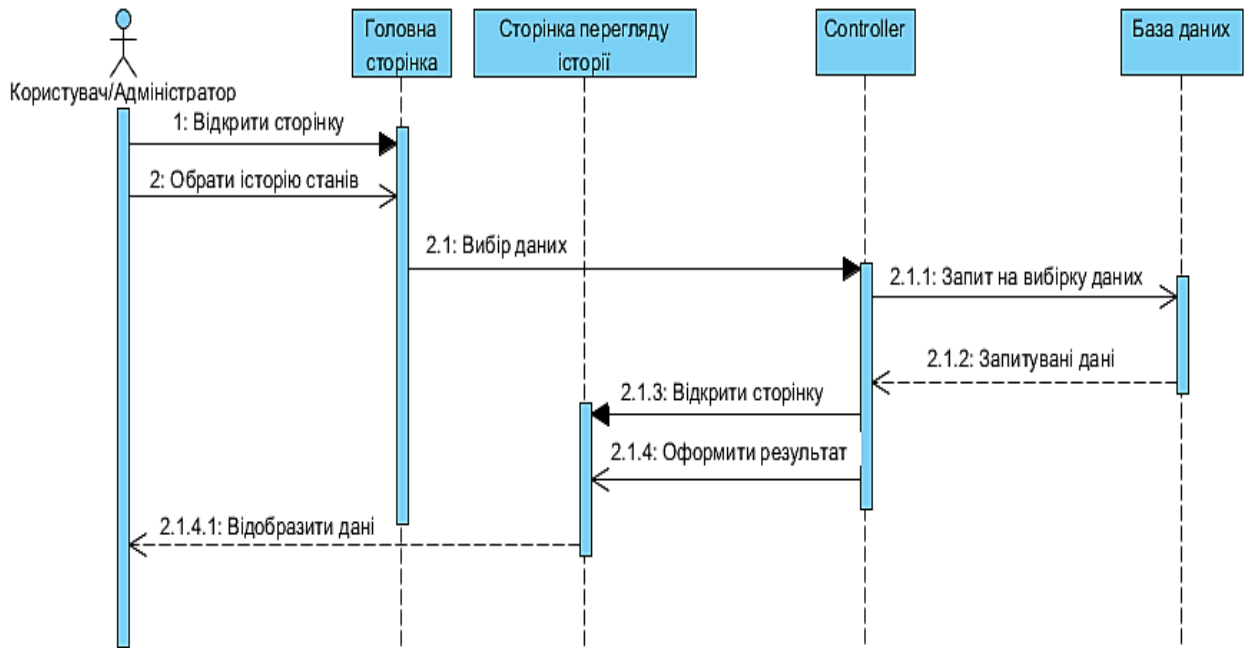 Головна
сторінка
Сторінка перегляду
історії
Controller
База даних
Користувач/Адміністратор
1: Відкрити сторінку
2: Обрати історію станів
2.1: Вибір даних
2.1.1: Запит на вибірку даних
2.1.2: Запитувані дані
2.1.3: Відкрити сторінку
2.1.4: Оформити результат
2.1.4.1: Відобразити дані